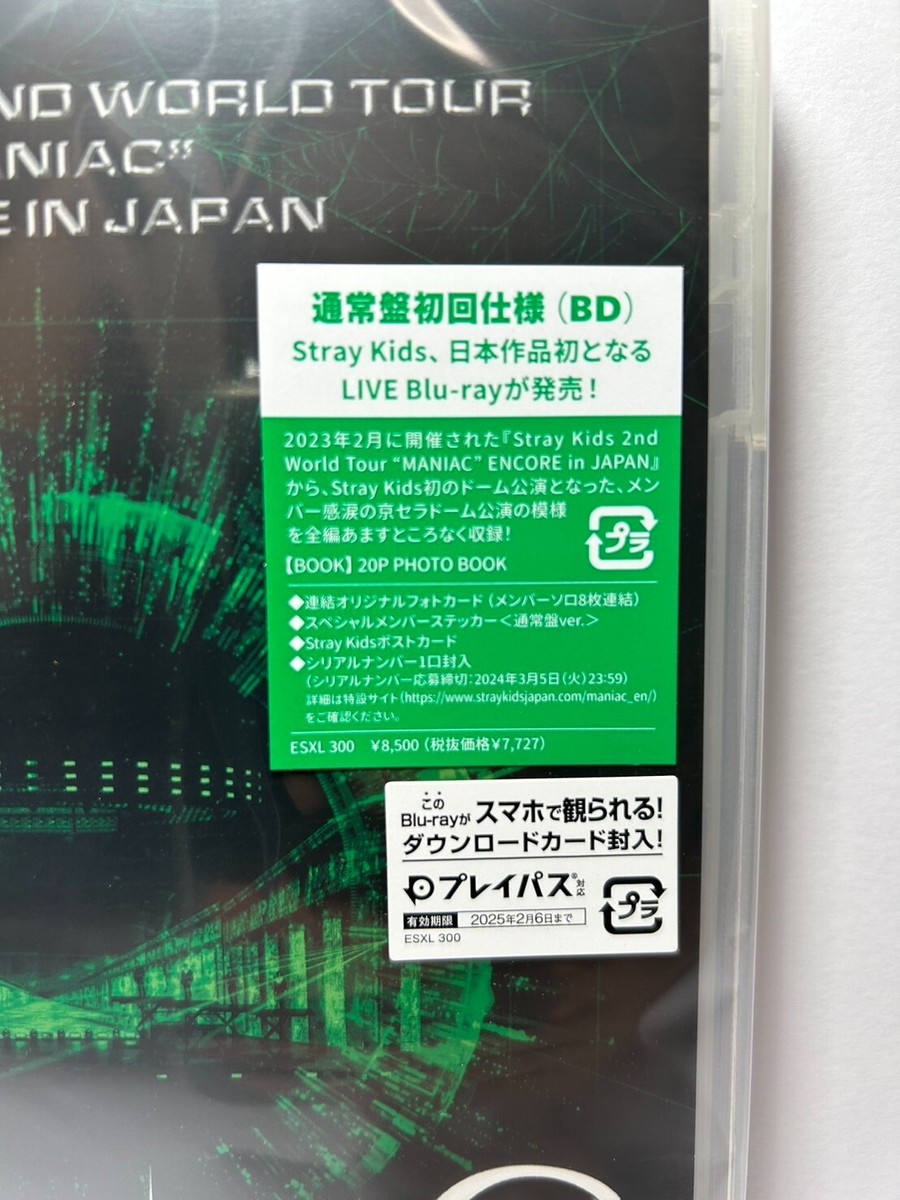 ND WORLD TOUR
ANIAC”
E IN JAPAN
通常盤初回仕様（BD）
Stray Kids、日本作品初となる
LIVE Blu-rayが発売！
2023年2月に開催された『Stray Kids 2nd
World Tour “MANIAC” ENCORE in JAPAN』
から、Stray Kids初のドーム公演となった、メン
バー感涙の京セラドーム公演の模様
を全編あますところなく収録！
プラ
【BOOK】20P PHOTO BOOK
◆連結オリジナルフォトカード（メンバーソロ8枚連結）
◆スペシャルメンバーステッカー＜通常盤ver.＞
◆Stray Kidsポストカード
◆シリアルナンバー1口封入
（シリアルナンバー応募締切：2024年3月5日（火）23:59）
詳細は特設サイト（https://www.straykidsjapan.com/maniac_en/）
をご確認ください。
ESXL 300　¥8,500（税抜価格¥7,727）
この
Blu-rayがスマホで観られる！
ダウンロードカード封入！
プレイパス®対応
プラ
有効期限 2025年2月6日まで
ESXL 300